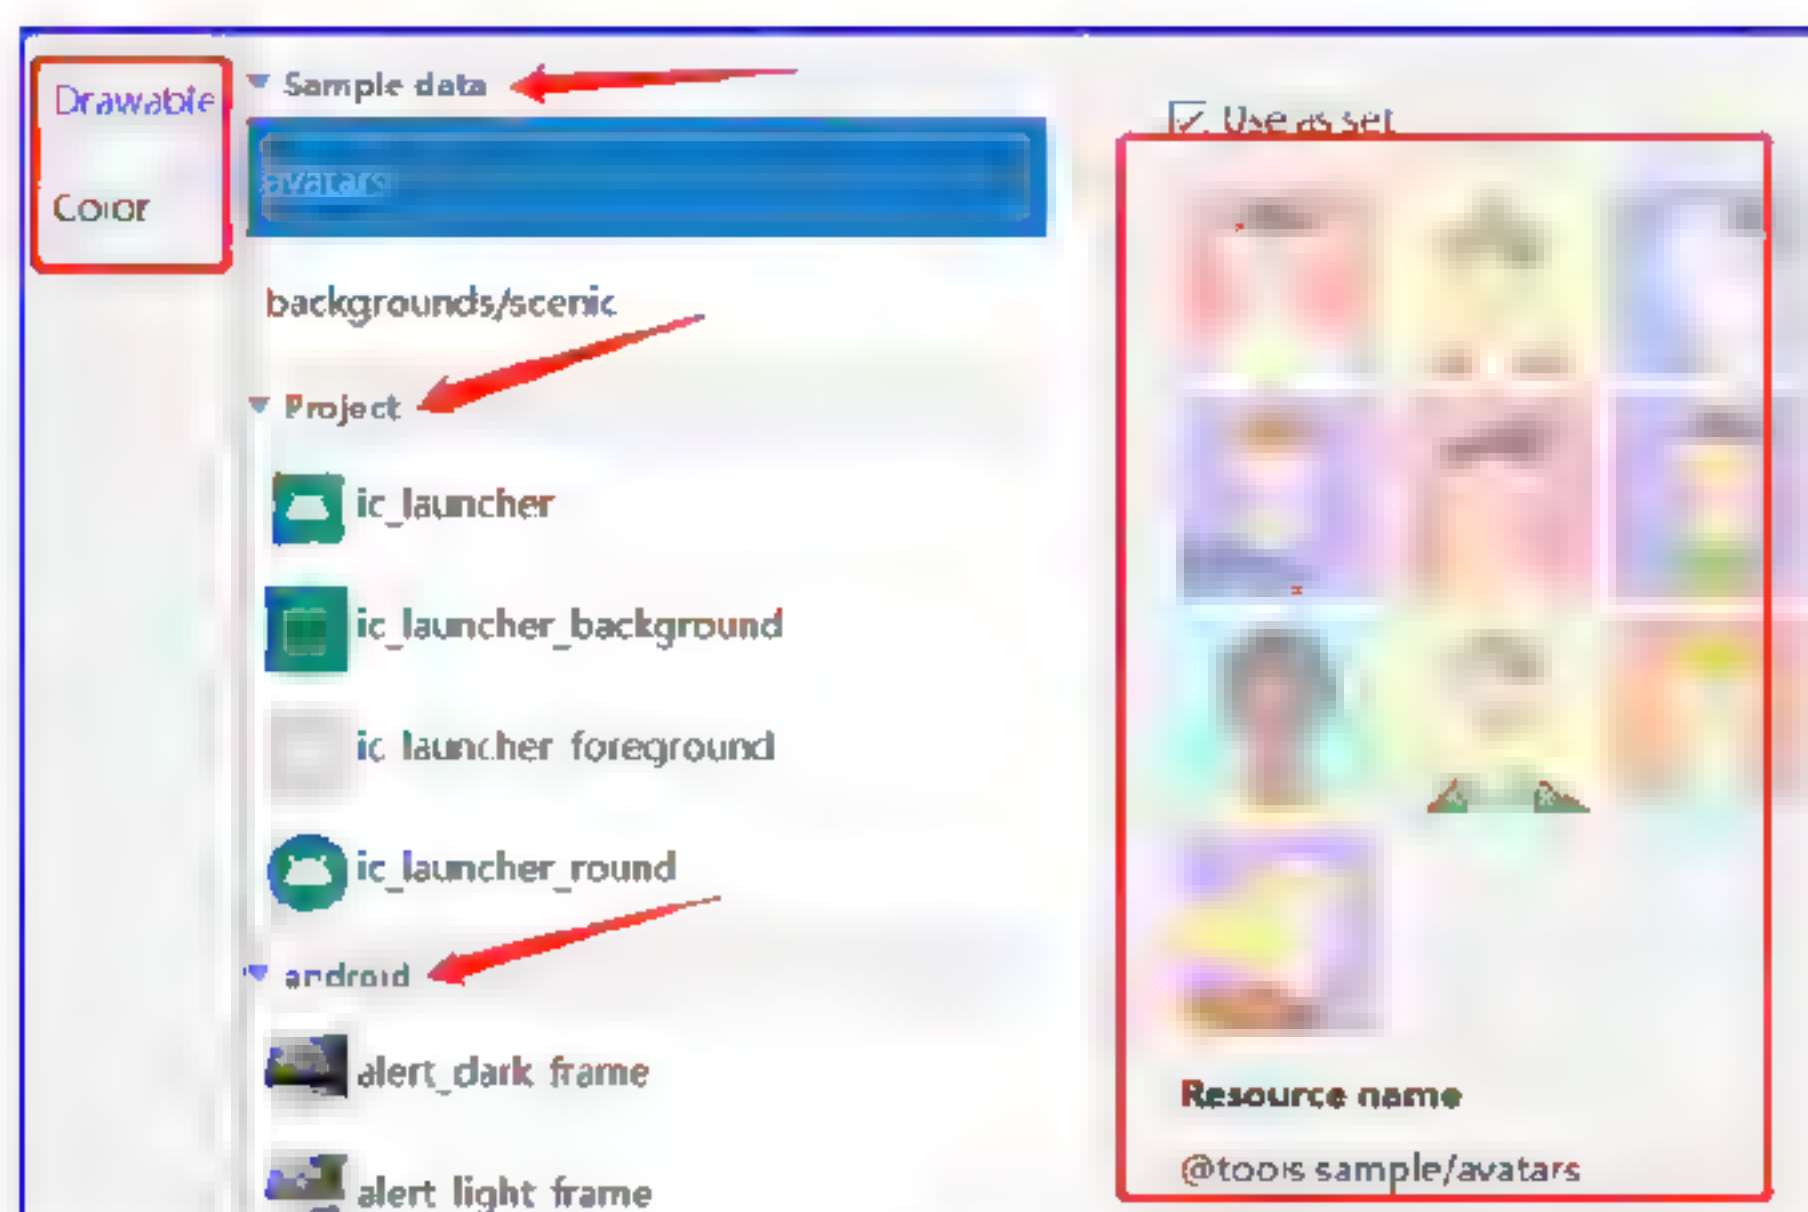 Drawable
Color
Sample data
avatars
backgrounds/scenic
Project
ic_launcher
ic_launcher_background
ic_launcher_foreground
ic_launcher_round
android
alert_dark_frame
alert_light_frame
Use as set
Resource name
@tools sample/avatars